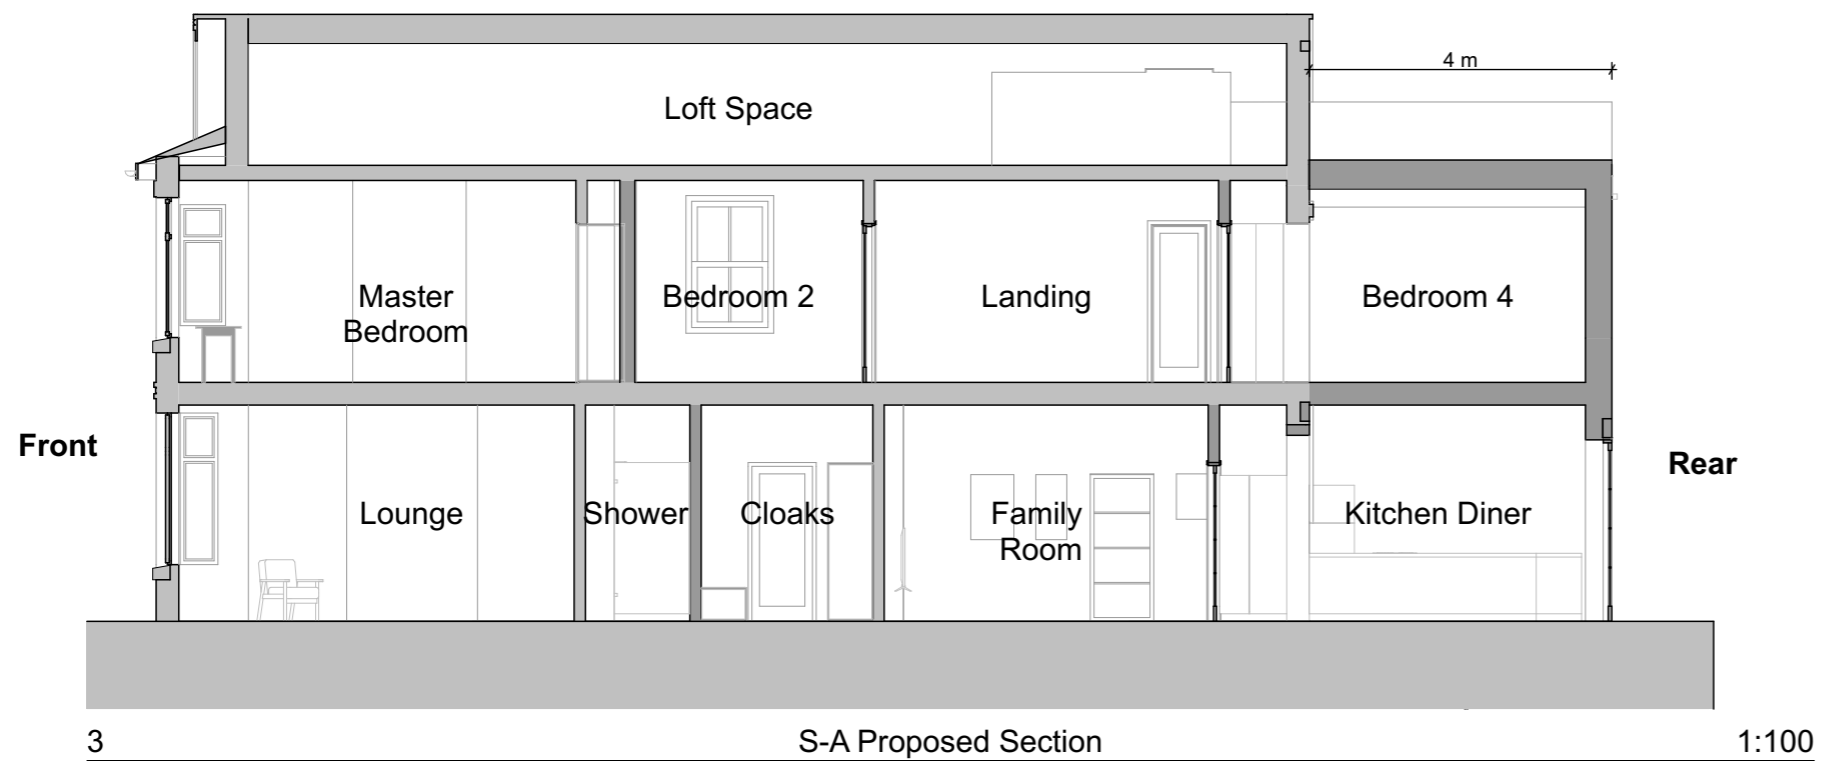 4 m
Loft Space
Master
Bedroom
Bedroom 2
Landing
Bedroom 4
Front
Rear
Lounge
Shower
Cloaks
Family
Room
Kitchen Diner
3
S-A Proposed Section
1:100